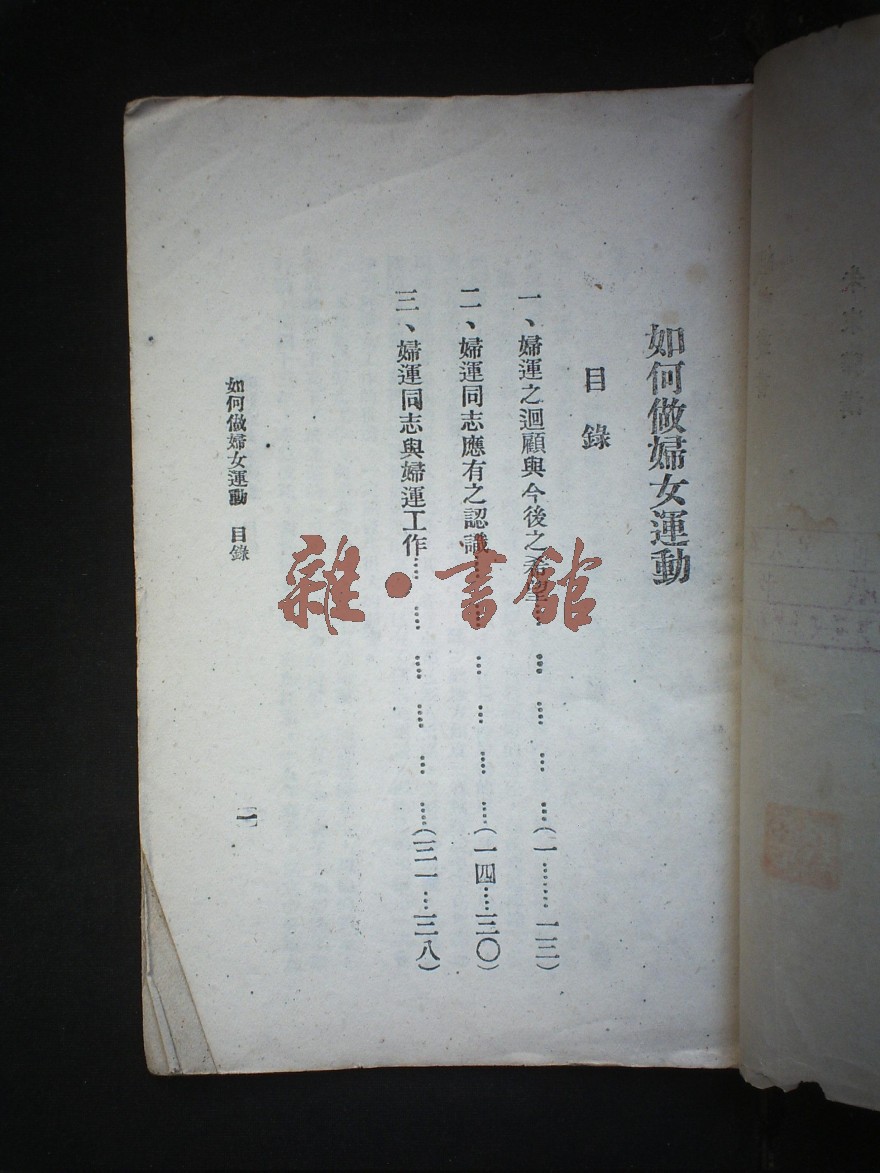 如何做婦女運動
目錄
一、婦運之迴顧與今後之希望⋯⋯⋯⋯⋯⋯(一⋯⋯⋯一三)
二、婦運同志應有之認識⋯⋯⋯⋯⋯⋯(一四⋯⋯三〇)
三、婦運同志與婦運工作⋯⋯⋯⋯⋯⋯(三一⋯三八)
如何做婦女運動 目錄
一
雜·書館